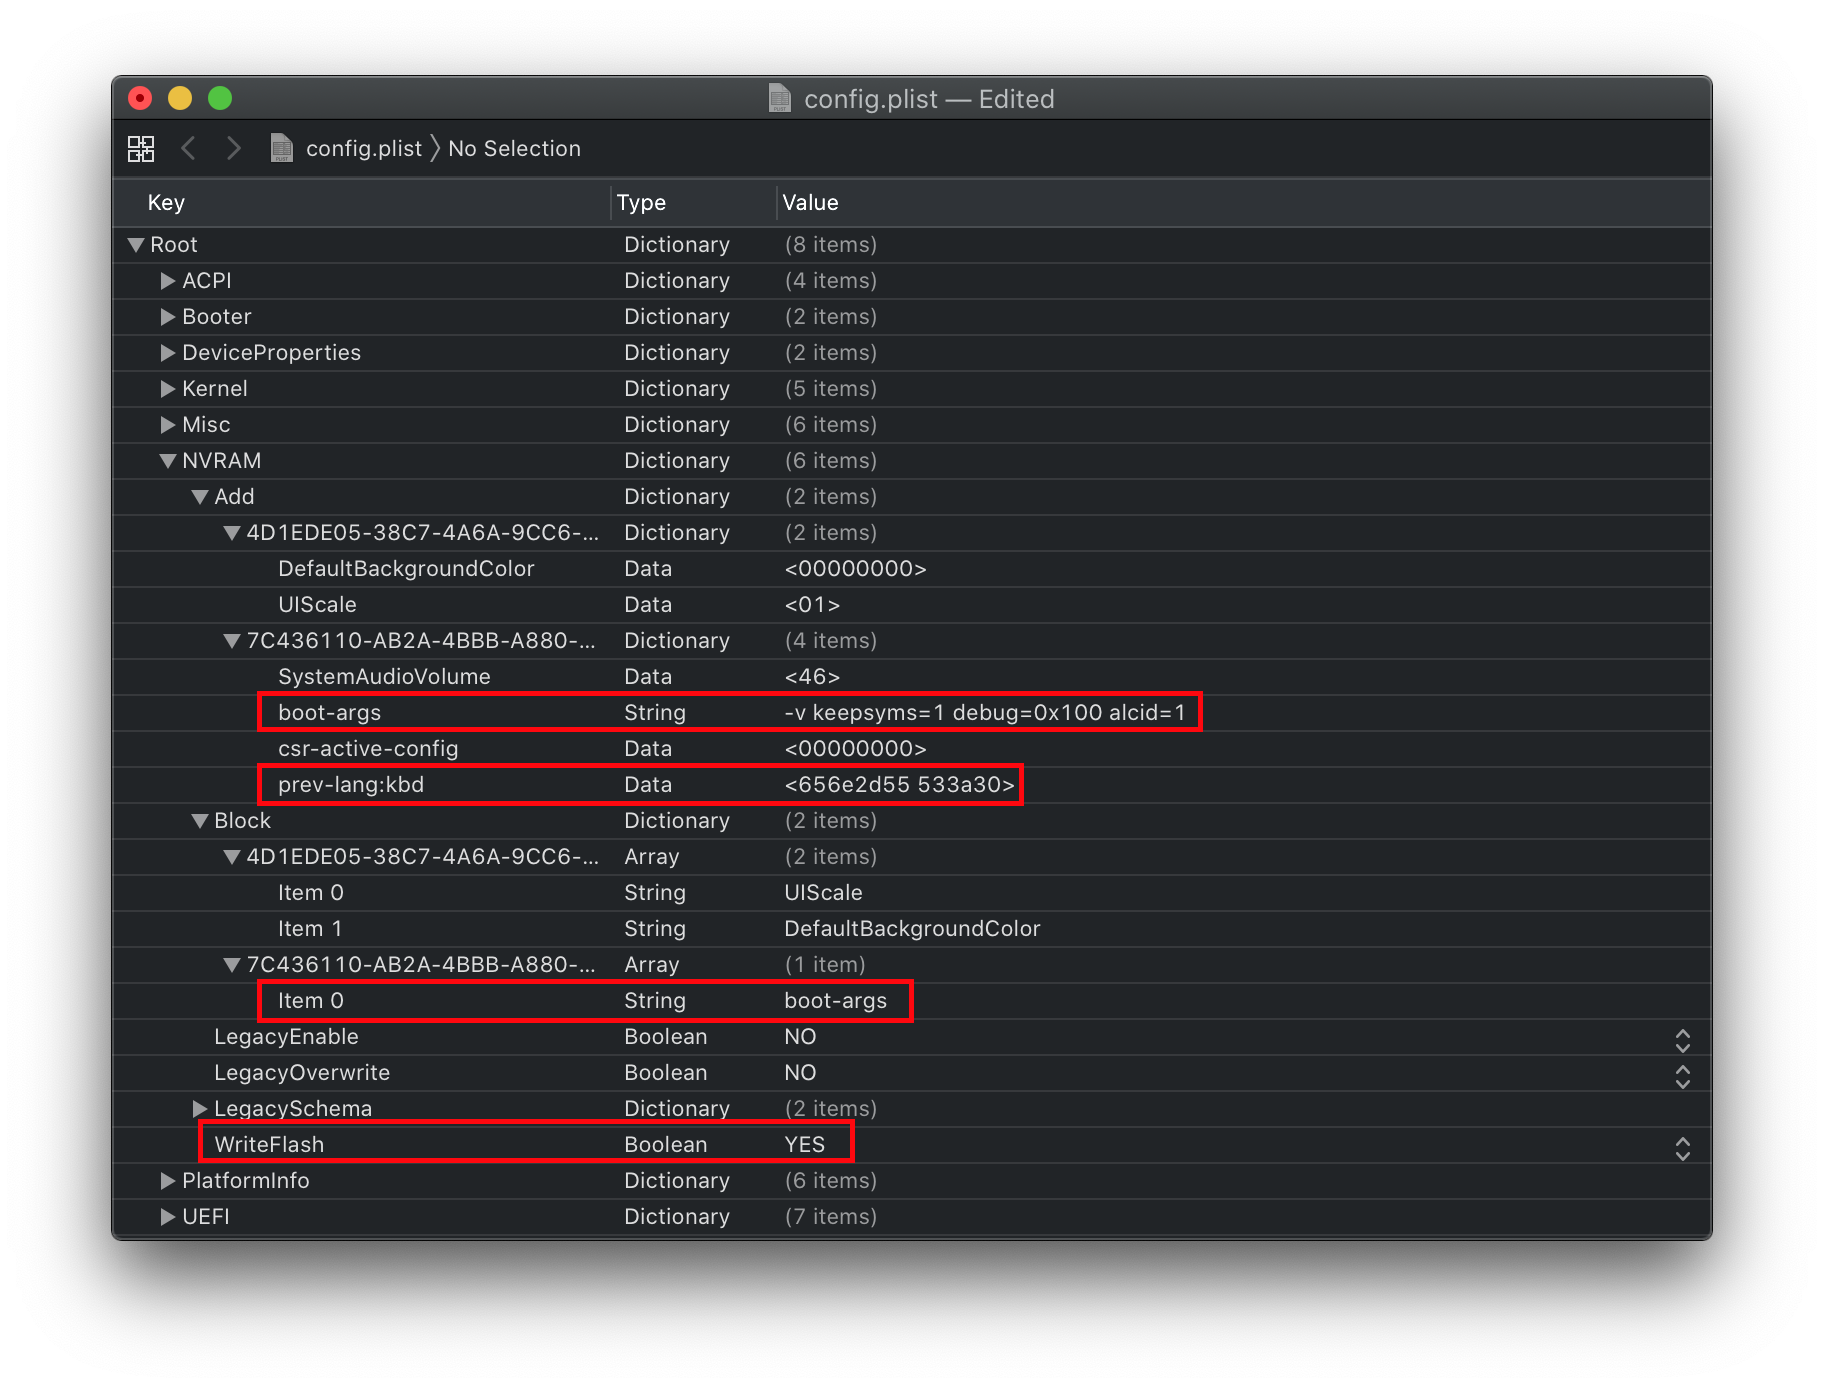 config.plist — Edited
config.plist 〉 No Selection
Key Type Value
Root Dictionary (8 items)
ACPI Dictionary (4 items)
Booter Dictionary (2 items)
DeviceProperties Dictionary (2 items)
Kernel Dictionary (5 items)
Misc Dictionary (6 items)
NVRAM Dictionary (6 items)
Add Dictionary (2 items)
4D1EDE05-38C7-4A6A-9CC6-... Dictionary (2 items)
DefaultBackgroundColor Data <00000000>
UIScale Data <01>
7C436110-AB2A-4BBB-A880-... Dictionary (4 items)
SystemAudioVolume Data <46>
boot-args String -v keepsyms=1 debug=0x100 alcid=1
csr-active-config Data <00000000>
prev-lang:kbd Data <656e2d55 533a30>
Block Dictionary (2 items)
4D1EDE05-38C7-4A6A-9CC6-... Array (2 items)
Item 0 String UIScale
Item 1 String DefaultBackgroundColor
7C436110-AB2A-4BBB-A880-... Array (1 item)
Item 0 String boot-args
LegacyEnable Boolean NO
LegacyOverwrite Boolean NO
LegacySchema Dictionary (2 items)
WriteFlash Boolean YES
PlatformInfo Dictionary (6 items)
UEFI Dictionary (7 items)